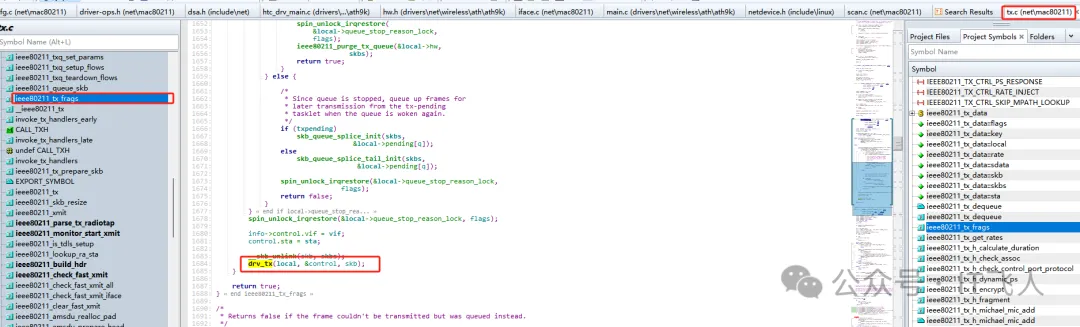 fg.c (net\mac80211)
driver-ops.h (net\mac80211)
dsa.h (include\net)
htc_drv_main.c (drivers\...\ath9k)
hw.h (drivers\net\wireless\ath\ath9k)
iface.c (net\mac80211)
main.c (drivers\net\wireless\ath\ath9k)
netdevice.h (include\linux)
scan.c (net\mac80211)
Search Results
tx.c (net\mac80211)
tx.c
Symbol Name (Alt+L)
ieee80211_txq_set_params
ieee80211_txq_setup_flows
ieee80211_txq_teardown_flows
ieee80211_queue_skb
ieee80211_tx_frags
__ieee80211_tx
invoke_tx_handlers_early
CALL_TXH
invoke_tx_handlers_late
undef CALL_TXH
invoke_tx_handlers
ieee80211_tx_prepare_skb
EXPORT_SYMBOL
ieee80211_tx
ieee80211_skb_resize
ieee80211_xmit
ieee80211_parse_tx_radiotap
ieee80211_monitor_start_xmit
ieee80211_is_tdls_setup
ieee80211_lookup_ra_sta
ieee80211_build_hdr
ieee80211_check_fast_xmit
ieee80211_check_fast_xmit_all
ieee80211_check_fast_xmit_iface
ieee80211_clear_fast_xmit
ieee80211_amsdu_realloc_pad
1652 spin_unlock_irqrestore(
1653 &local->queue_stop_reason_lock,
1654 flags);
1655 ieee80211_purge_tx_queue(&local->hw,
1656 skbs);
1657 return true;
1658 }
1659 } else {
1660
1661 /*
1662 * Since queue is stopped, queue up frames for
1663 * later transmission from the tx-pending
1664 * tasklet when the queue is woken again.
1665 */
1666 if (txpending)
1667 skb_queue_splice_init(skbs,
1668 &local->pending[q]);
1669 else
1670 skb_queue_splice_tail_init(skbs,
1671 &local->pending[q]);
1672
1673 spin_unlock_irqrestore(&local->queue_stop_reason_lock,
1674 flags);
1675 return false;
1676 }
1677 } « end if local->queue_stop_rea... »
1678 spin_unlock_irqrestore(&local->queue_stop_reason_lock, flags);
1679
1680 info->control.vif = vif;
1681 control.sta = sta;
1682
1683 __skb_unlink(skb, skbs);
1684 drv_tx(local, &control, skb);
1685 }
1686
1687 return true;
1688 } « end ieee80211_tx_frags »
1689
1690 /*
1691 * Returns false if the frame couldn't be transmitted but was queued instead.
1692 */
Project Files
Project Symbols
Folders
Symbol Name
Symbol
IEEE80211_TX_CTRL_PS_RESPONSE
IEEE80211_TX_CTRL_RATE_INJECT
IEEE80211_TX_CTRL_SKIP_MPATH_LOOKUP
ieee80211_tx_data
ieee80211_tx_data::flags
ieee80211_tx_data::key
ieee80211_tx_data::local
ieee80211_tx_data::rate
ieee80211_tx_data::sdata
ieee80211_tx_data::skb
ieee80211_tx_data::skbs
ieee80211_tx_data::sta
ieee80211_tx_dequeue
ieee80211_tx_dequeue
ieee80211_tx_frags
ieee80211_tx_get_rates
ieee80211_tx_h_calculate_duration
ieee80211_tx_h_check_assoc
ieee80211_tx_h_check_control_port_protocol
ieee80211_tx_h_dynamic_ps
ieee80211_tx_h_encrypt
ieee80211_tx_h_fragment
ieee80211_tx_h_michael_mic_add
ieee80211_tx_h_michael_mic_add
公众号
飞人